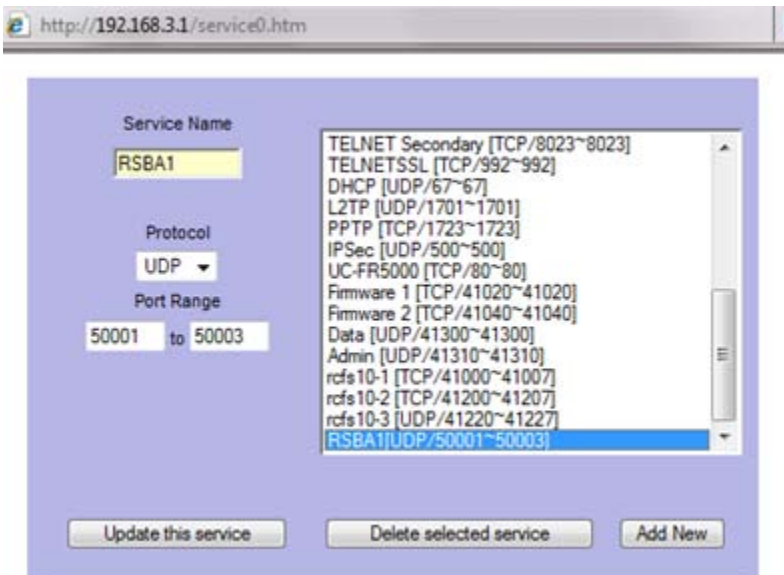 http://192.168.3.1/service0.htm
Service Name
RSBA1
Protocol
UDP
Port Range
50001 to 50003
TELNET Secondary [TCP/8023~8023]
TELNETSSL [TCP/992~992]
DHCP [UDP/67~67]
L2TP [UDP/1701~1701]
PPTP [TCP/1723~1723]
IPSec [UDP/500~500]
UC-FR5000 [TCP/80~80]
Firmware 1 [TCP/41020~41020]
Firmware 2 [TCP/41040~41040]
Data [UDP/41300~41300]
Admin [UDP/41310~41310]
rcfs10-1 [TCP/41000~41007]
rcfs10-2 [TCP/41200~41207]
rcfs10-3 [UDP/41220~41227]
RSBA1[UDP/50001~50003]
Update this service
Delete selected service
Add New